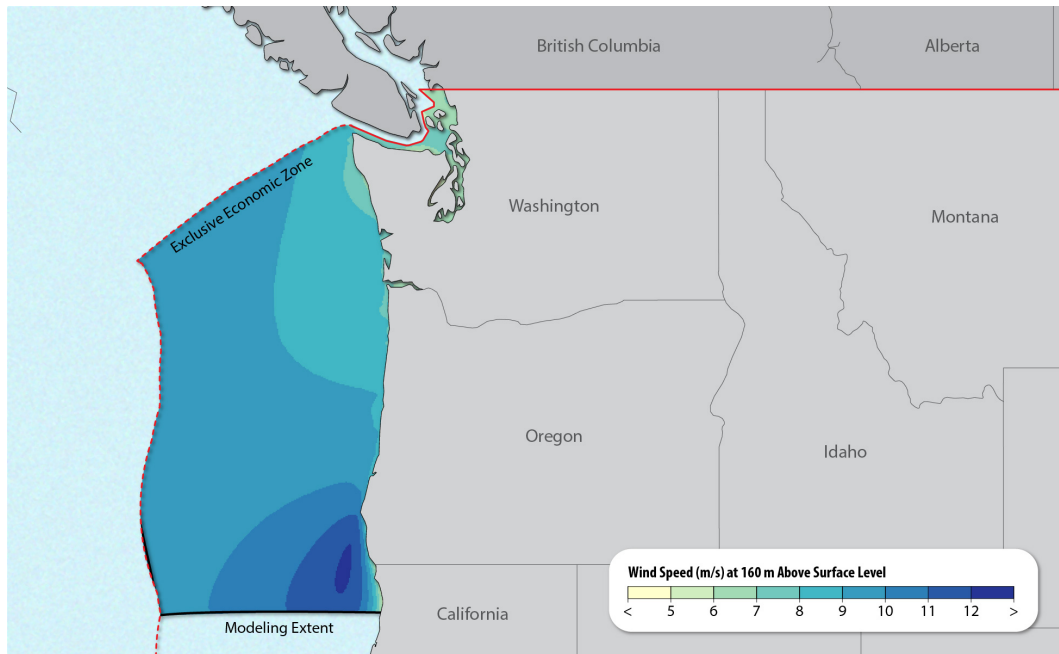 British Columbia
Alberta
Exclusive Economic Zone
Washington
Montana
Oregon
Idaho
Wind Speed (m/s) at 160 m Above Surface Level
< 5 6 7 8 9 10 11 12 >
California
Modeling Extent